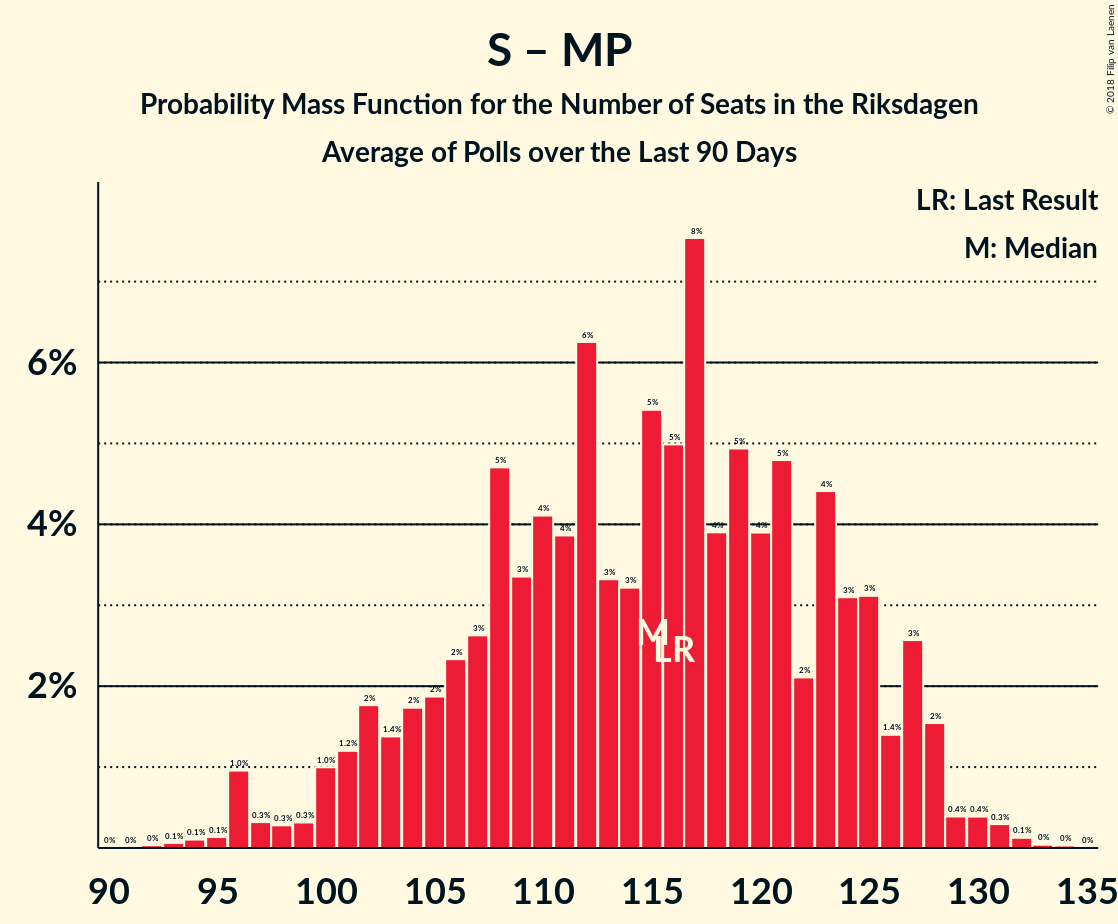 S – MP
Probability Mass Function for the Number of Seats in the Riksdagen
Average of Polls over the Last 90 Days
© 2018 Filip van Laenen
LR: Last Result
M: Median
6%
4%
2%
0% 0% 0% 0.1% 0.1% 0.1% 1.0% 0.3% 0.3% 0.3% 1.0% 1.2% 2% 1.4% 2% 2% 2% 3% 5% 3% 4% 4% 6% 3% 3% 5% 5% 8% 4% 5% 4% 5% 2% 4% 3% 3% 1.4% 3% 2% 0.4% 0.4% 0.3% 0.1% 0% 0% 0%
M
LR
90 95 100 105 110 115 120 125 130 135